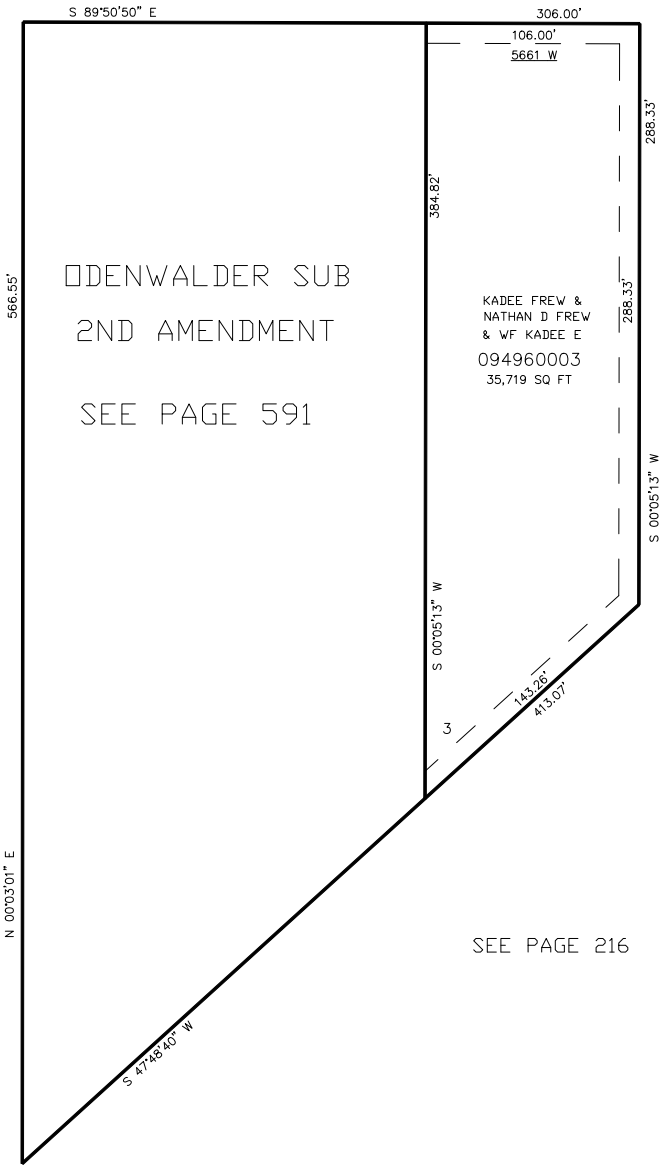 S 89°50'50" E
306.00'
106.00'
5661 W
288.33'
384.82'
566.55'
ODENWALDER SUB
2ND AMENDMENT
SEE PAGE 591
KADEE FREW &
NATHAN D FREW
& WF KADEE E
094960003
35,719 SQ FT
288.33'
S 00°05'13" W
S 00°05'13" W
143.26'
413.07'
3
N 00°03'01" E
SEE PAGE 216
S 47°48'40" W